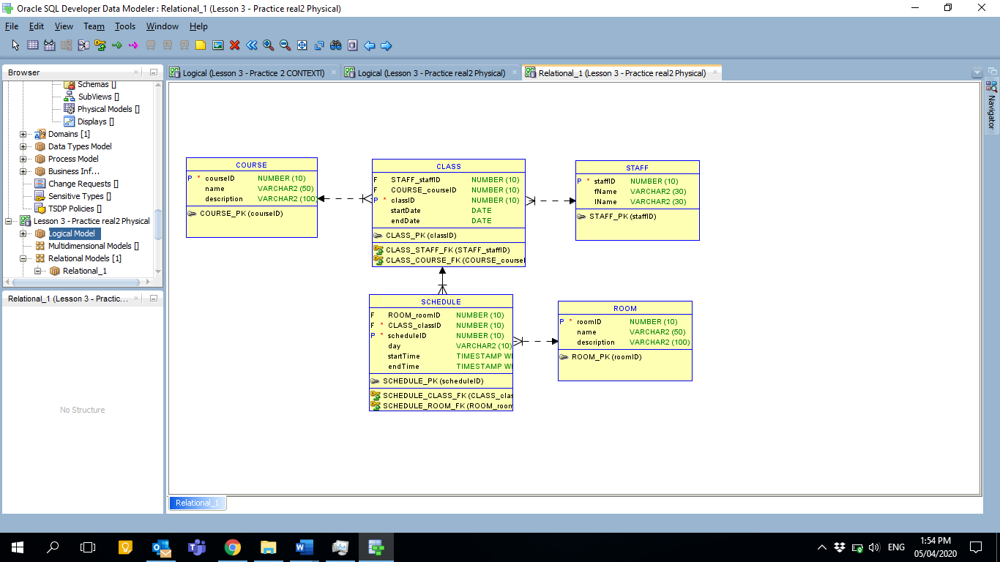 Oracle SQL Developer Data Modeler : Relational_1 (Lesson 3 - Practice real2 Physical)
File Edit View Team Tools Window Help
Browser
Schemas []
SubViews []
Physical Models []
Displays []
Domains [1]
Data Types Model
Process Model
Business Inf...
Change Requests []
Sensitive Types []
TSDP Policies []
Lesson 3 - Practice real2 Physical
Logical Model
Multidimensional Models []
Relational Models [1]
Relational_1
Relational_1 (Lesson 3 - Practic...
No Structure
Logical (Lesson 3 - Practice 2 CONTEXTl) Logical (Lesson 3 - Practice real2 Physical) Relational_1 (Lesson 3 - Practice real2 Physical)
Navigator
COURSE
P * courseID NUMBER (10)
name VARCHAR2 (50)
description VARCHAR2 (100)
COURSE_PK (courseID)
CLASS
F STAFF_staffID NUMBER (10)
F COURSE_courseID NUMBER (10)
P * classID NUMBER (10)
startDate DATE
endDate DATE
CLASS_PK (classID)
CLASS_STAFF_FK (STAFF_staffID)
CLASS_COURSE_FK (COURSE_courseI
STAFF
P * staffID NUMBER (10)
fName VARCHAR2 (30)
lName VARCHAR2 (30)
STAFF_PK (staffID)
SCHEDULE
F ROOM_roomID NUMBER (10)
F * CLASS_classID NUMBER (10)
P * scheduleID NUMBER (10)
day VARCHAR2 (10)
startTime TIMESTAMP WI
endTime TIMESTAMP WI
SCHEDULE_PK (scheduleID)
SCHEDULE_CLASS_FK (CLASS_clas
SCHEDULE_ROOM_FK (ROOM_room
ROOM
P * roomID NUMBER (10)
name VARCHAR2 (50)
description VARCHAR2 (100)
ROOM_PK (roomID)
Relational_1
ENG
1:54 PM
05/04/2020